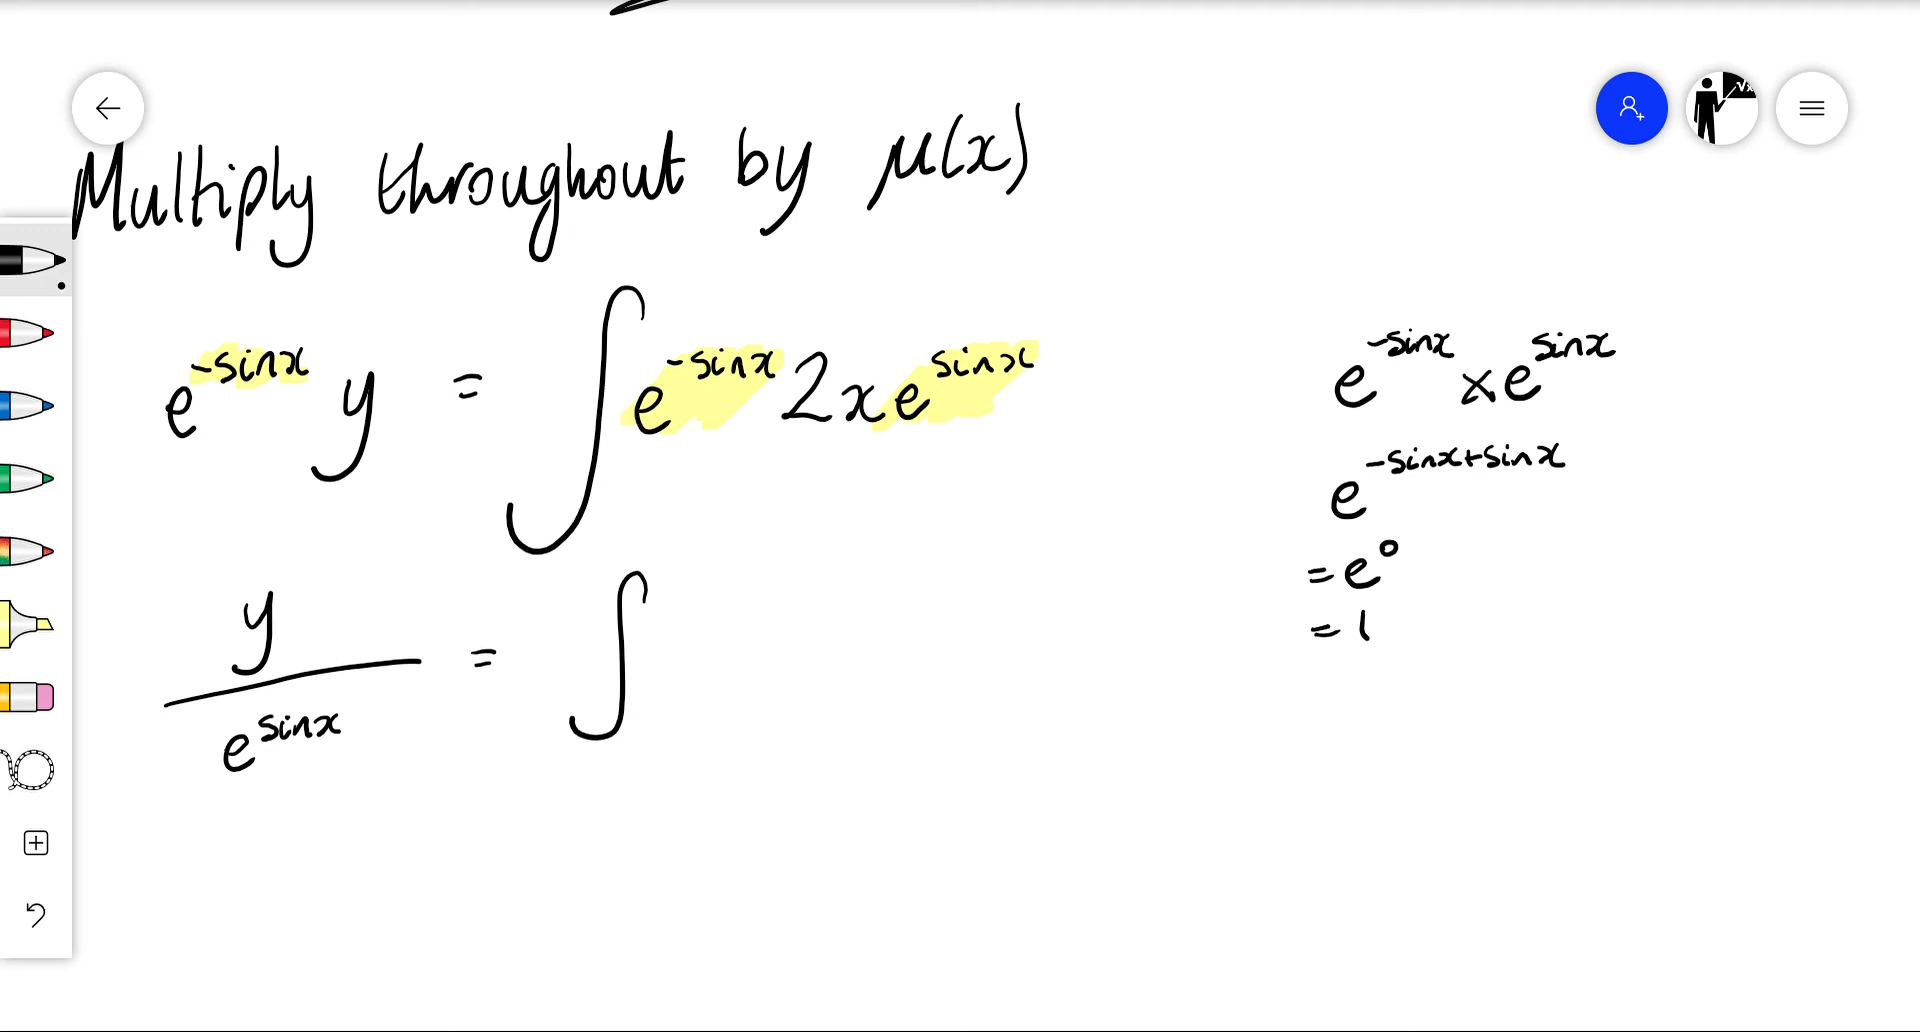 Multiply throughout by μ(x)
e^{-sinx} y = ∫ e^{-sinx} 2x e^{sinx}
y / e^{sinx} = ∫
e^{-sinx} × e^{sinx}
e^{-sinx+sinx}
= e^0
= 1
√x